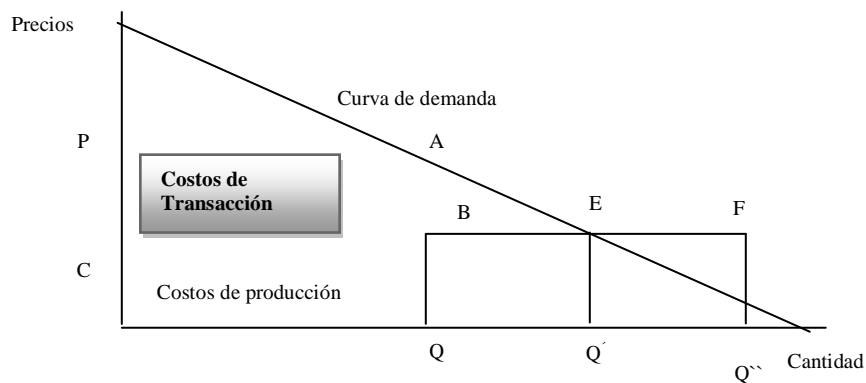 Precios
Curva de demanda
P
A
Costos de
Transacción
B
E
F
C
Costos de producción
Q
Q´
Q``
Cantidad